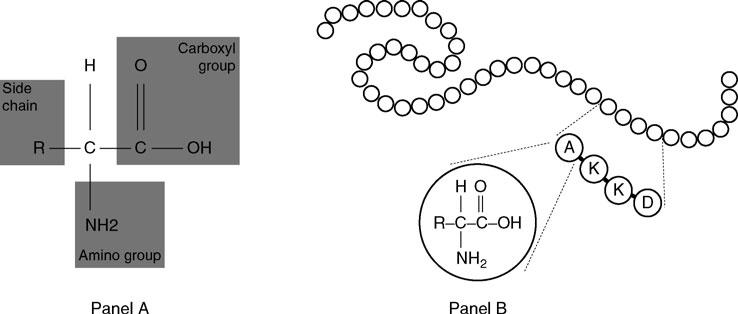 Carboxyl
group
H
O
Side
chain
R
C
C
OH
NH2
Amino group
Panel A
A
K
K
D
H O
R–C–C–OH
NH₂
Panel B